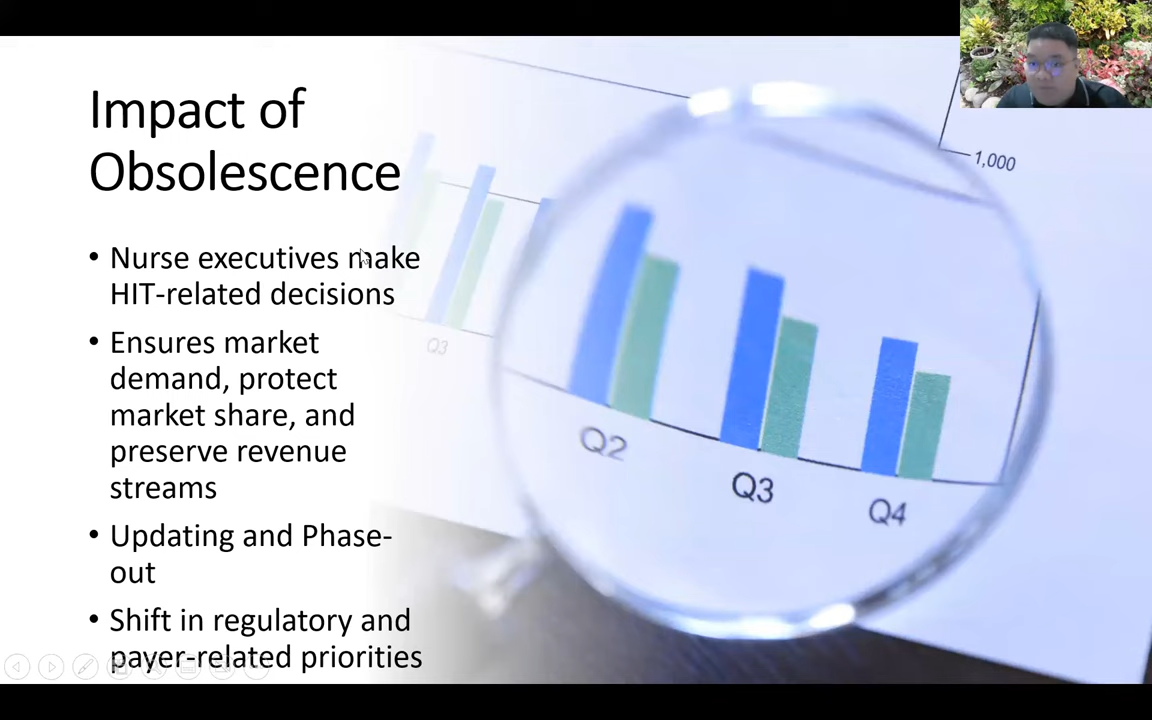 Impact of
Obsolescence
• Nurse executives make
HIT-related decisions
• Ensures market
demand, protect
market share, and
preserve revenue
streams
• Updating and Phase-
out
• Shift in regulatory and
payer-related priorities
1,000
Q3
Q2
Q3
Q4